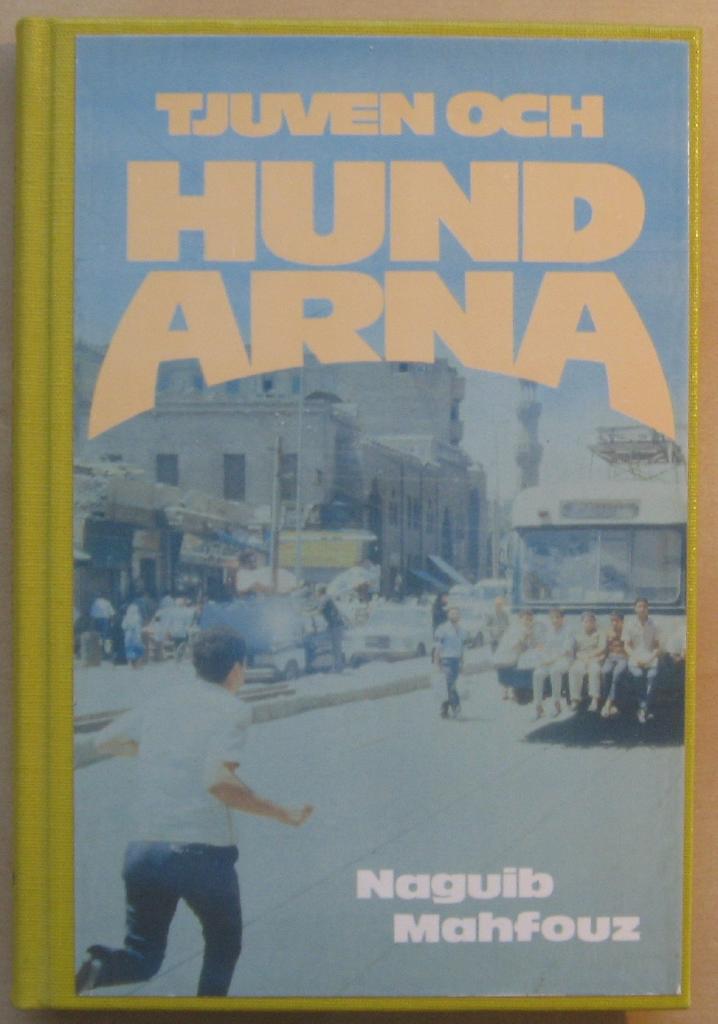 TJUVEN OCH
HUND
ARNA
Naguib
Mahfouz